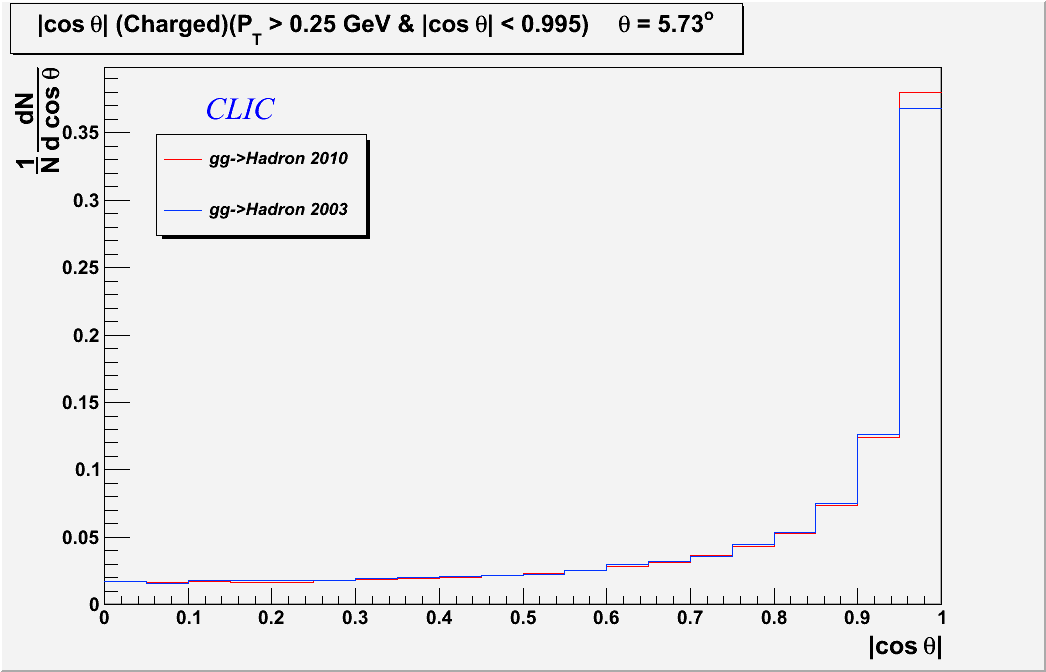 |cos θ| (Charged)(P_T > 0.25 GeV & |cos θ| < 0.995) θ = 5.73°
1 dN
N d cos θ
CLIC
gg->Hadron 2010
gg->Hadron 2003
0.35
0.3
0.25
0.2
0.15
0.1
0.05
0
0 0.1 0.2 0.3 0.4 0.5 0.6 0.7 0.8 0.9 1
|cos θ|